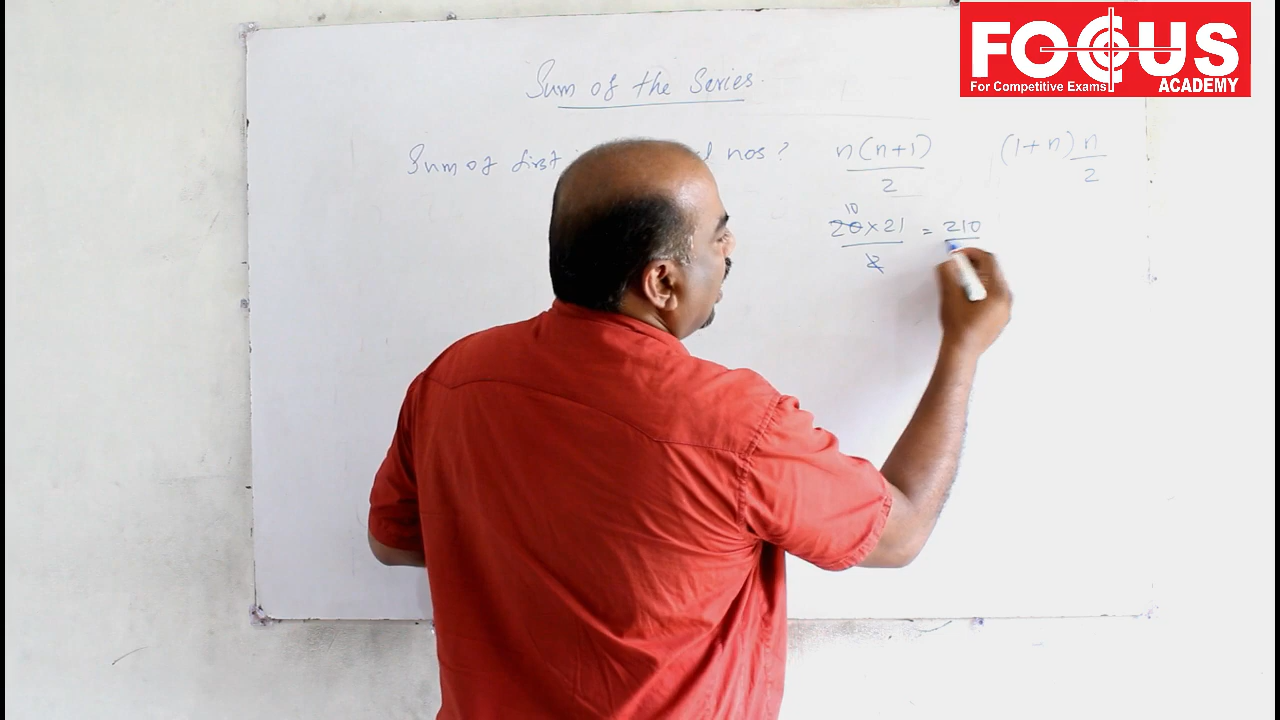 FOCUS
For Competitive Exams ACADEMY
Sum of the Series.
Sum of first nos ? n(n+1)/2 (1+n) n/2
10
20 × 21 / 2 = 210